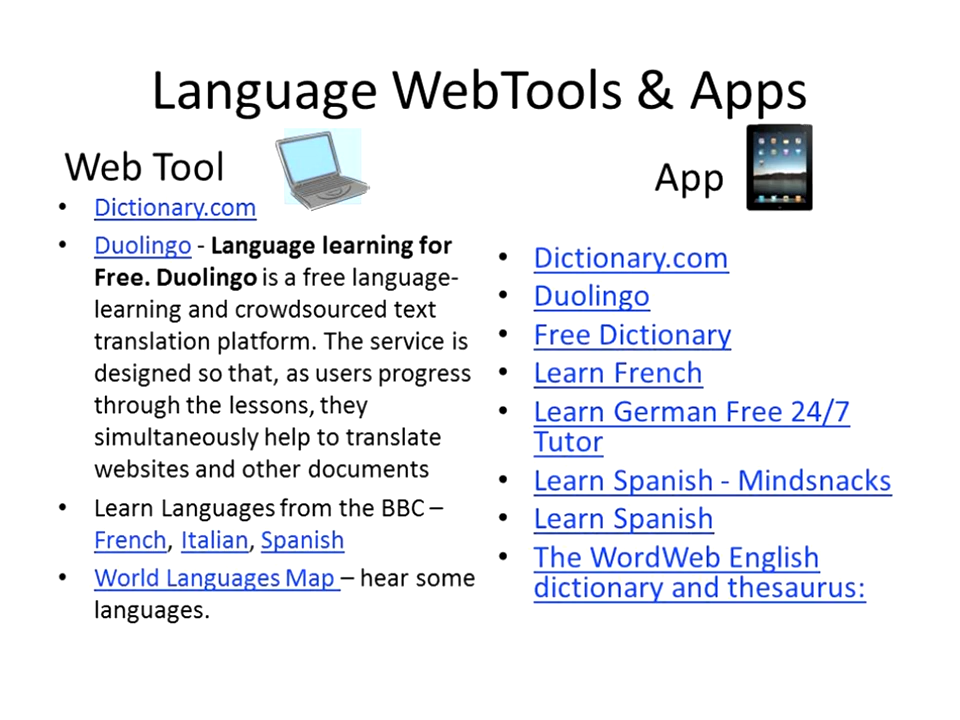 Language WebTools & Apps
Web Tool
• Dictionary.com
• Duolingo - Language learning for
Free. Duolingo is a free language-
learning and crowdsourced text
translation platform. The service is
designed so that, as users progress
through the lessons, they
simultaneously help to translate
websites and other documents
• Learn Languages from the BBC –
French, Italian, Spanish
• World Languages Map – hear some
languages.
App
• Dictionary.com
• Duolingo
• Free Dictionary
• Learn French
• Learn German Free 24/7
Tutor
• Learn Spanish - Mindsnacks
• Learn Spanish
• The WordWeb English
dictionary and thesaurus: